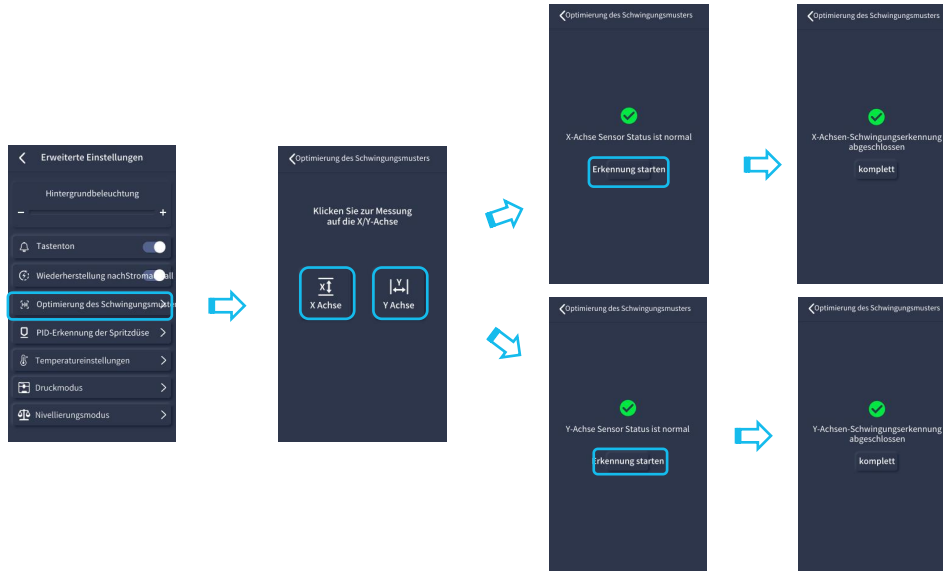 Erweiterte Einstellungen
Hintergrundbeleuchtung
− +
Tastenton
Wiederherstellung nachStromausfall
Optimierung des Schwingungsmusters
PID-Erkennung der Spritzdüse
Temperatureinstellungen
Druckmodus
Nivellierungsmodus
Optimierung des Schwingungsmusters
Klicken Sie zur Messung
auf die X/Y-Achse
X
X Achse
Y
Y Achse
Optimierung des Schwingungsmusters
X-Achse Sensor Status ist normal
Erkennung starten
Optimierung des Schwingungsmusters
X-Achsen-Schwingungserkennung
abgeschlossen
komplett
Optimierung des Schwingungsmusters
Y-Achse Sensor Status ist normal
Erkennung starten
Optimierung des Schwingungsmusters
Y-Achsen-Schwingungserkennung
abgeschlossen
komplett